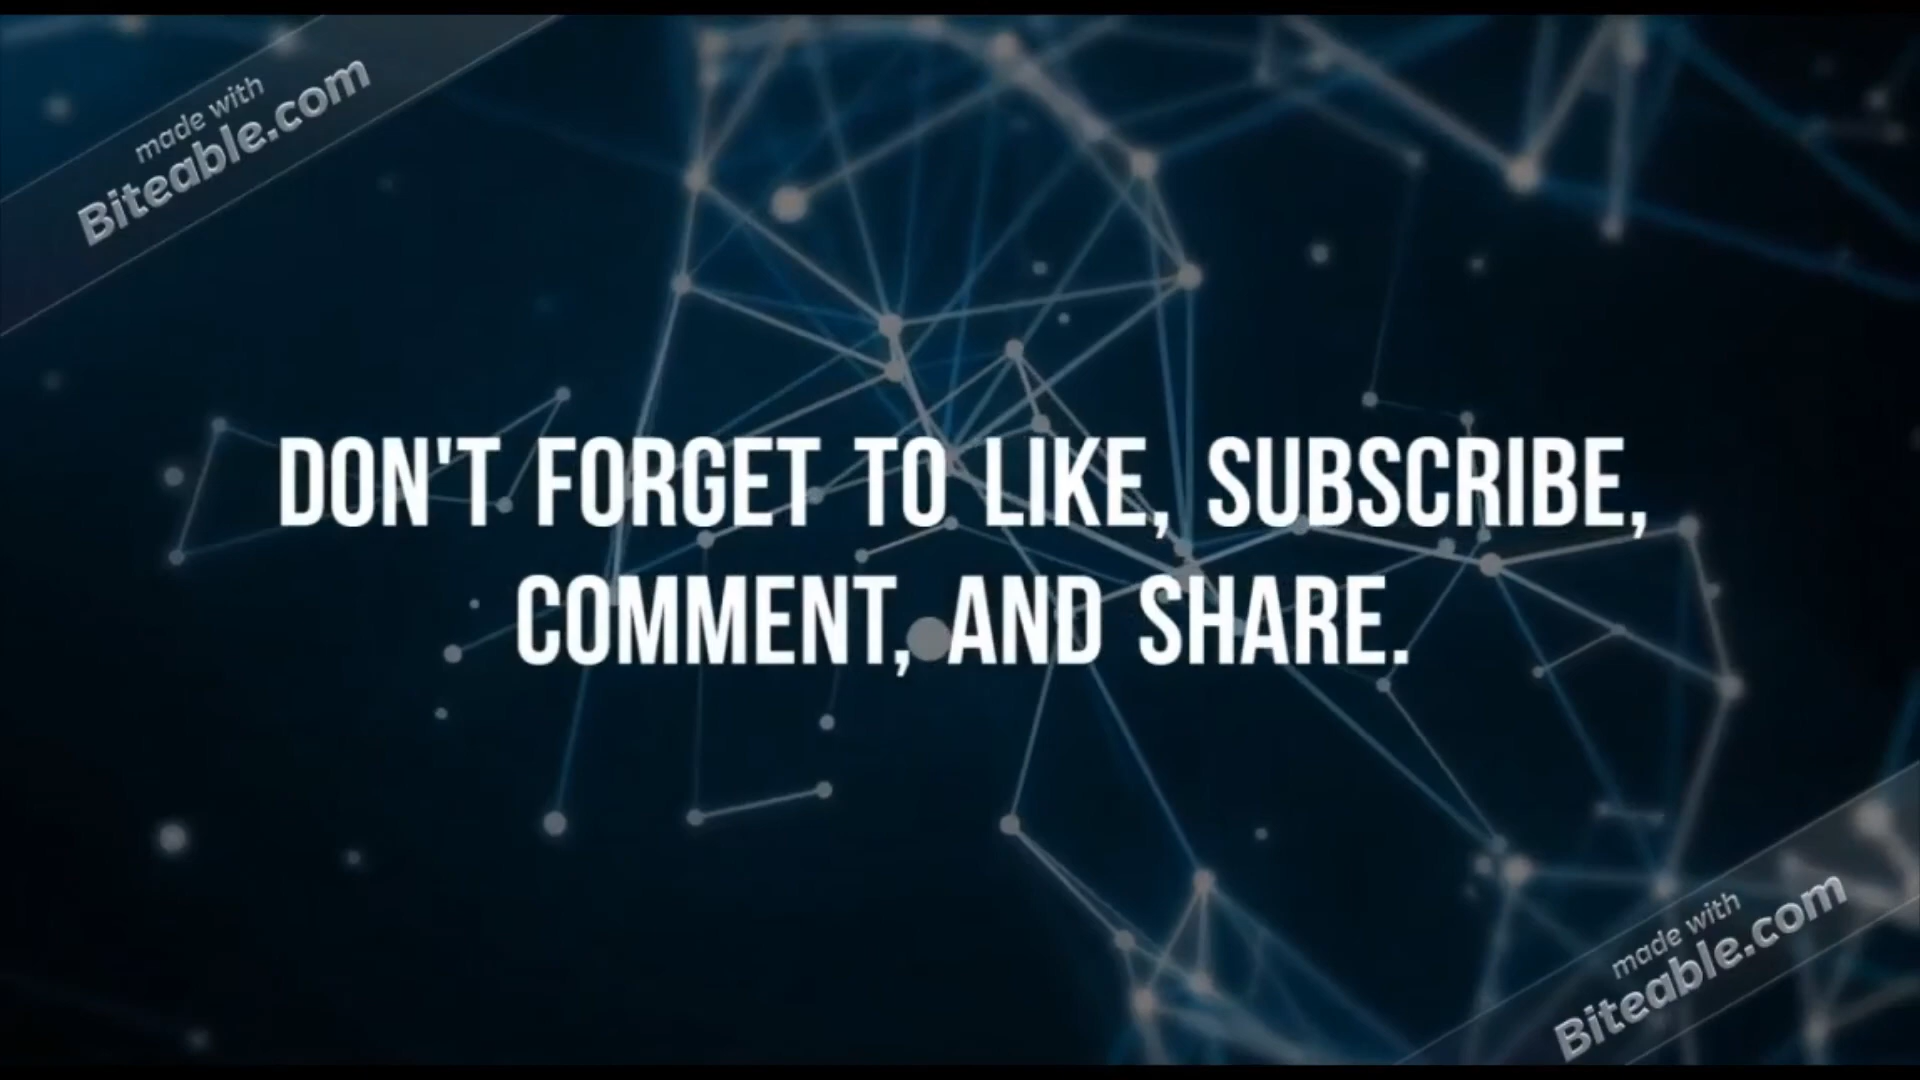 made with
Biteable.com
DON'T FORGET TO LIKE, SUBSCRIBE,
COMMENT, AND SHARE.
made with
Biteable.com